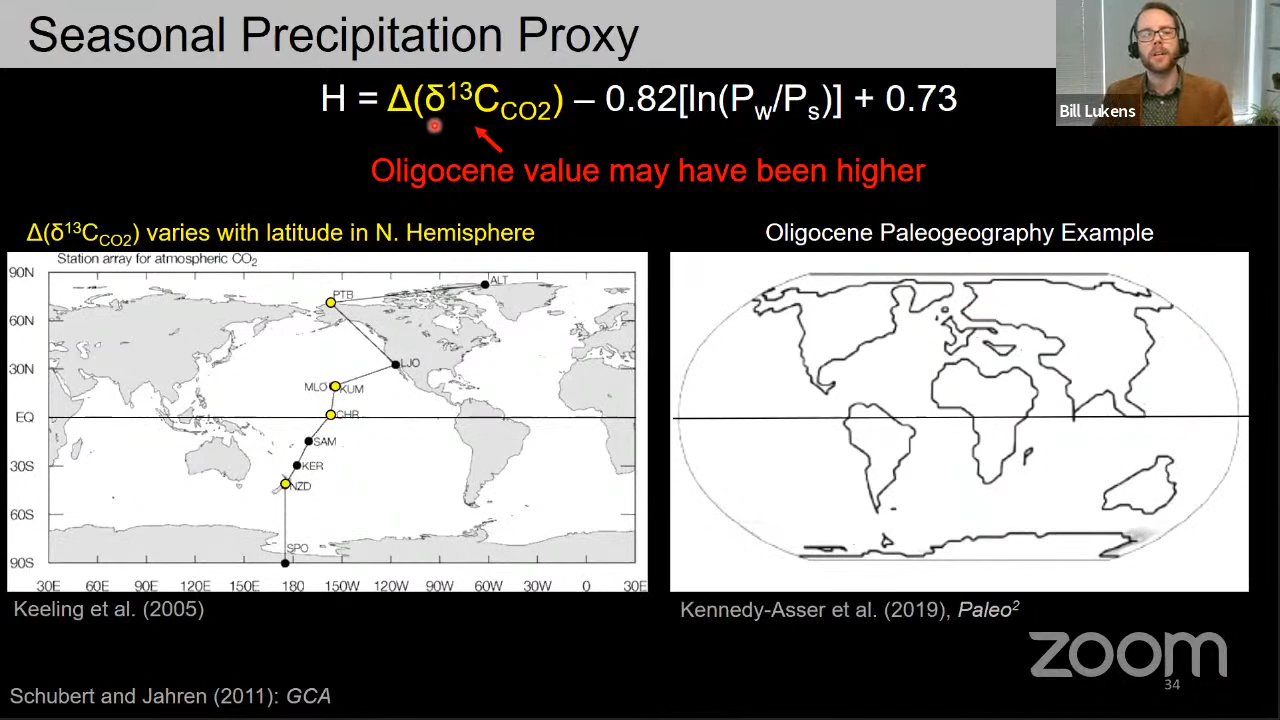 Seasonal Precipitation Proxy
Bill Lukens
H = Δ(δ¹³C_CO2) – 0.82[ln(P_w/P_s)] + 0.73
Oligocene value may have been higher
Δ(δ¹³C_CO2) varies with latitude in N. Hemisphere
Oligocene Paleogeography Example
Station array for atmospheric CO₂
90N
ALT
PTB
60N
30N
LJO
MLO KUM
EQ
CHR
SAM
30S
KER
NZD
60S
SPO
90S
30E 60E 90E 120E 150E 180 150W 120W 90W 60W 30W 0 30E
Keeling et al. (2005)
Kennedy-Asser et al. (2019), Paleo²
zoom
34
Schubert and Jahren (2011): GCA